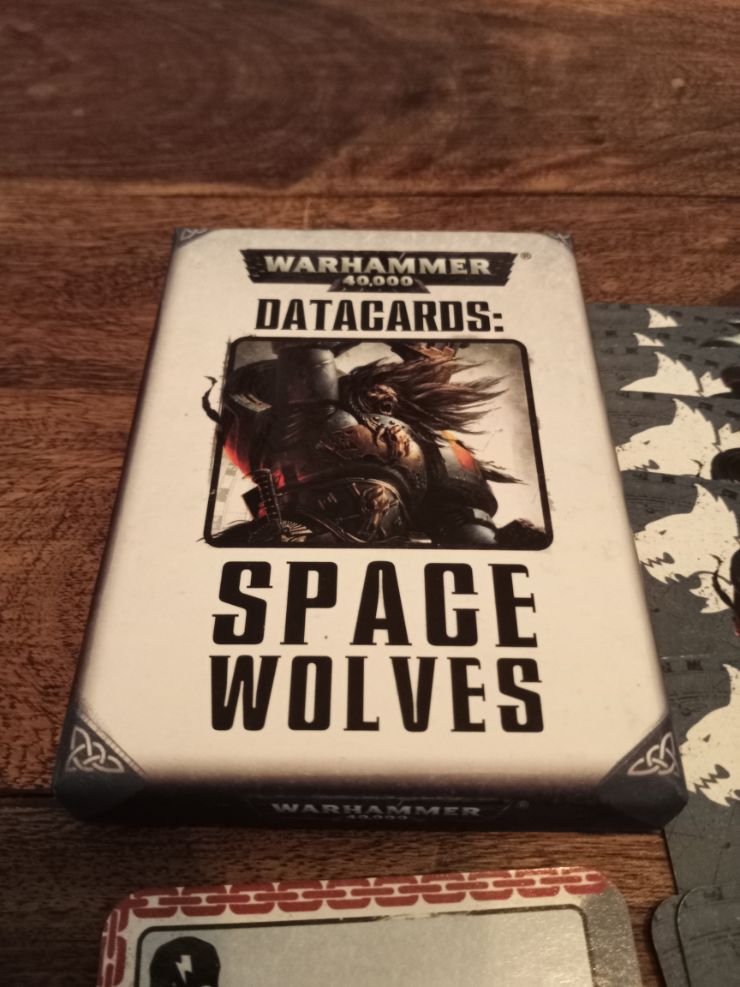 WARHAMMER®
40,000
DATACARDS:
SPACE
WOLVES
WARHAMMER®
40,000